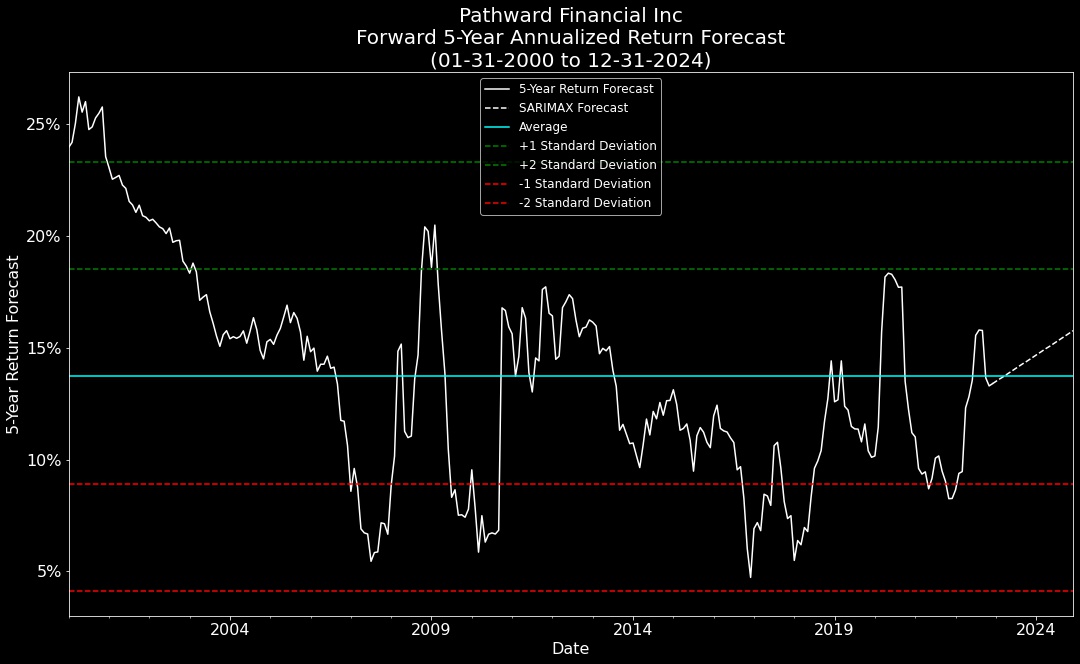 Pathward Financial Inc
Forward 5-Year Annualized Return Forecast
(01-31-2000 to 12-31-2024)
5-Year Return Forecast
SARIMAX Forecast
Average
+1 Standard Deviation
+2 Standard Deviation
-1 Standard Deviation
-2 Standard Deviation
25%
20%
15%
10%
5%
5-Year Return Forecast
2004
2009
2014
2019
2024
Date